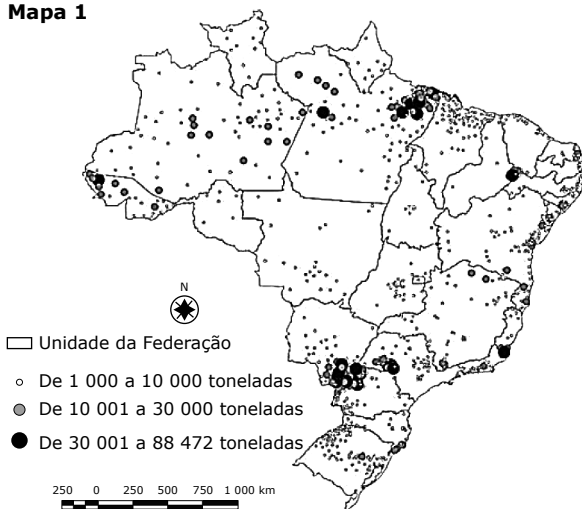 Mapa 1
N
Unidade da Federação
De 1 000 a 10 000 toneladas
De 10 001 a 30 000 toneladas
De 30 001 a 88 472 toneladas
250 0 250 500 750 1 000 km